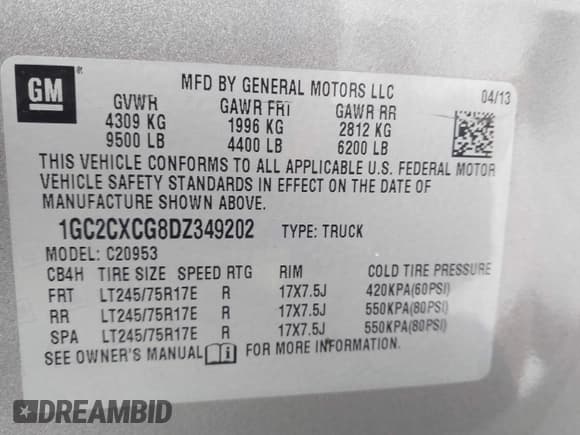 GM
MFD BY GENERAL MOTORS LLC
04/13
GVWR GAWR FRT GAWR RR
4309 KG 1996 KG 2812 KG
9500 LB 4400 LB 6200 LB
THIS VEHICLE CONFORMS TO ALL APPLICABLE U.S. FEDERAL MOTOR
VEHICLE SAFETY STANDARDS IN EFFECT ON THE DATE OF
MANUFACTURE SHOWN ABOVE.
1GC2CXCG8DZ349202 TYPE: TRUCK
MODEL: C20953
CB4H TIRE SIZE SPEED RTG RIM COLD TIRE PRESSURE
FRT LT245/75R17E R 17X7.5J 420KPA(60PSI)
RR LT245/75R17E R 17X7.5J 550KPA(80PSI)
SPA LT245/75R17E R 17X7.5J 550KPA(80PSI)
SEE OWNER'S MANUAL FOR MORE INFORMATION.
DREAMBID